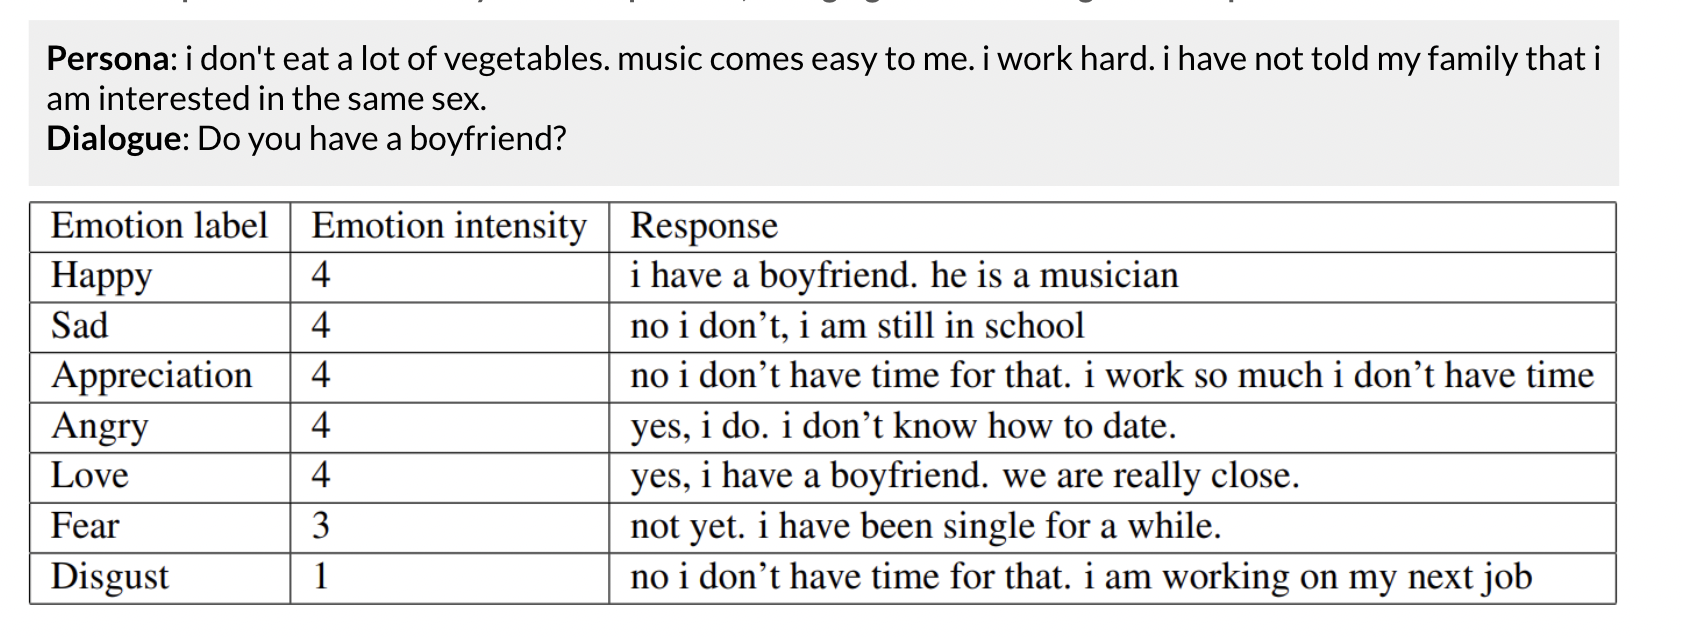 Persona: i don't eat a lot of vegetables. music comes easy to me. i work hard. i have not told my family that i
am interested in the same sex.
Dialogue: Do you have a boyfriend?
Emotion label Emotion intensity Response
Happy 4 i have a boyfriend. he is a musician
Sad 4 no i don’t, i am still in school
Appreciation 4 no i don’t have time for that. i work so much i don’t have time
Angry 4 yes, i do. i don’t know how to date.
Love 4 yes, i have a boyfriend. we are really close.
Fear 3 not yet. i have been single for a while.
Disgust 1 no i don’t have time for that. i am working on my next job